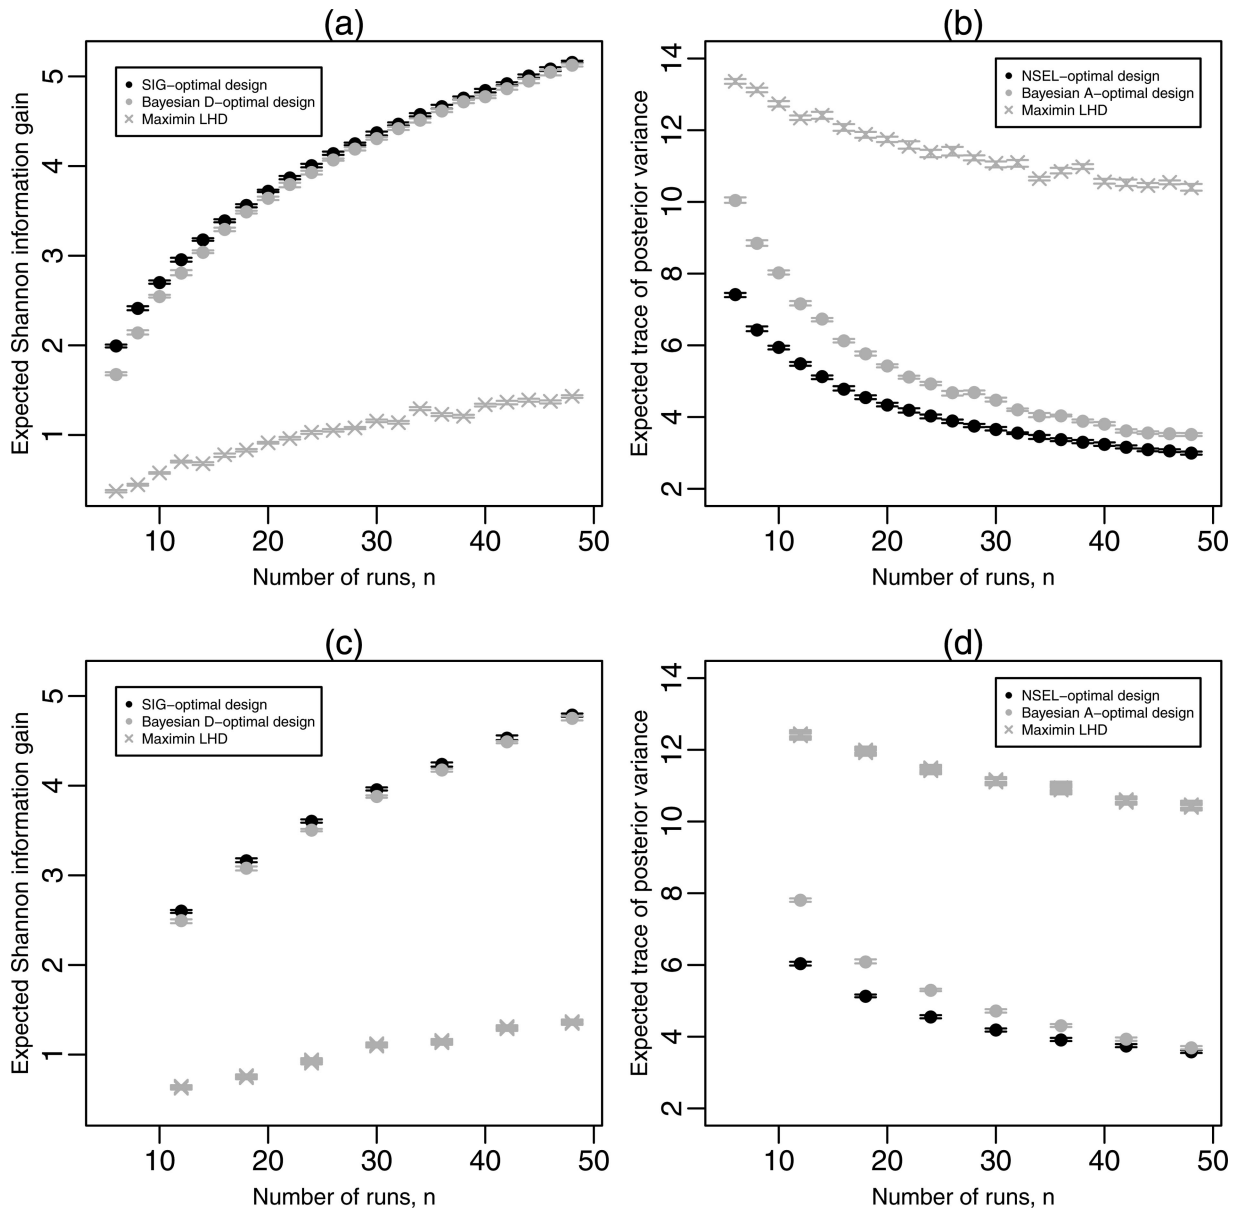 (a)
Expected Shannon information gain
5
4
3
2
1
SIG−optimal design
Bayesian D−optimal design
Maximin LHD
10 20 30 40 50
Number of runs, n
(b)
Expected trace of posterior variance
14
12
10
8
6
4
2
NSEL−optimal design
Bayesian A−optimal design
Maximin LHD
10 20 30 40 50
Number of runs, n
(c)
Expected Shannon information gain
5
4
3
2
1
SIG−optimal design
Bayesian D−optimal design
Maximin LHD
10 20 30 40 50
Number of runs, n
(d)
Expected trace of posterior variance
14
12
10
8
6
4
2
NSEL−optimal design
Bayesian A−optimal design
Maximin LHD
10 20 30 40 50
Number of runs, n